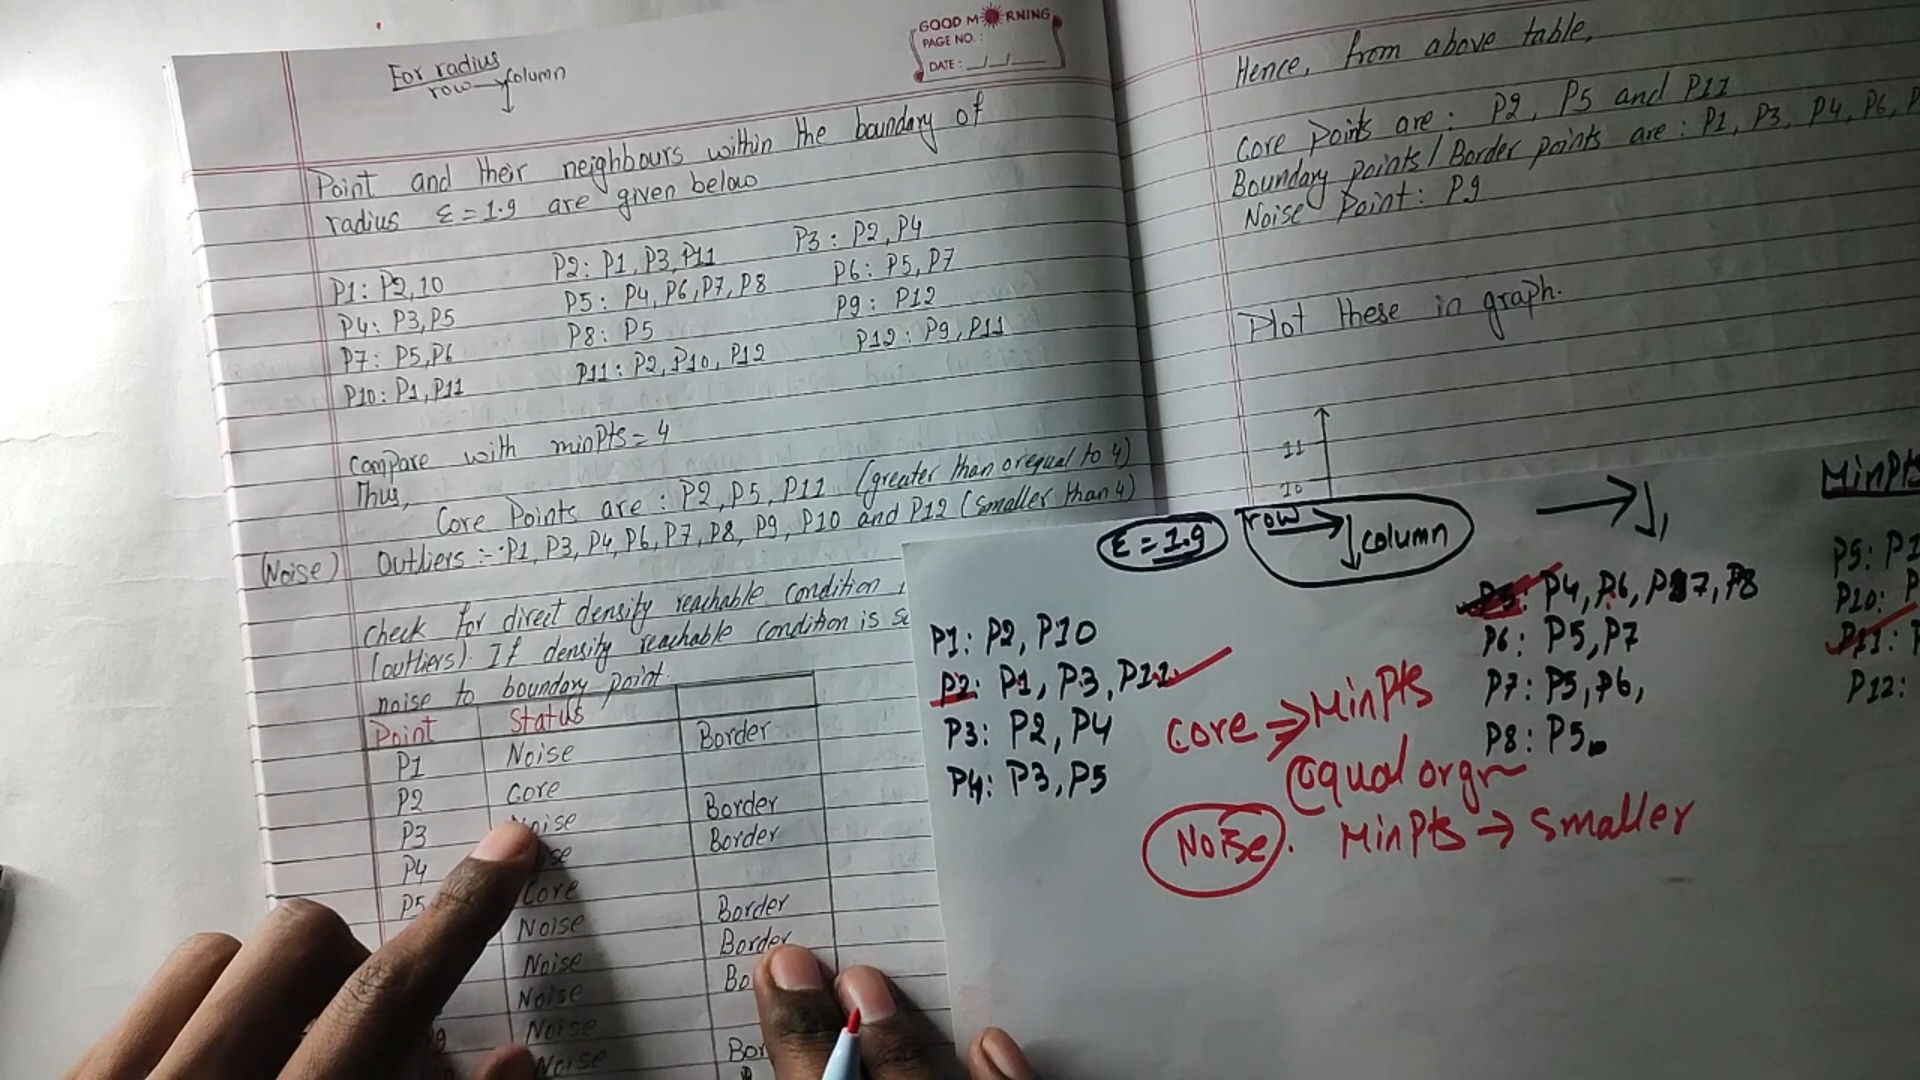 For radius
row → column
GOOD MORNING
PAGE NO. :
DATE : __/__/____
Point and their neighbours within the boundary of
radius ε = 1.9 are given below
P1: P2,10 P2: P1, P3, P11 P3: P2, P4
P4: P3, P5 P5: P4, P6, P7, P8 P6: P5, P7
P7: P5, P6 P8: P5 P9: P12
P10: P1, P11 P11: P2, P10, P12 P12: P9, P11
Compare with minPts = 4
Thus,
Core Points are: P2, P5, P11 (greater than or equal to 4)
(Noise) Outliers :- P1, P3, P4, P6, P7, P8, P9, P10 and P12 (Smaller than 4)
Check for direct density reachable condition
(outliers). If density reachable condition is
noise to boundary point.
Point Status
P1 Noise Border
P2 Core
P3 Noise Border
P4 Border
P5 Core
Noise Border
Noise Border
Noise
Noise
Noise
Hence, from above table,
Core Points are: P2, P5 and P11
Boundary points/Border points are: P1, P3, P4, P6,
Noise Point: P9
Plot these in graph.
11
10
ε = 1.9
row → column
P1: P2, P10
P2: P1, P3, P11
P3: P2, P4
P4: P3, P5
P5: P4, P6, P7, P8
P6: P5, P7
P7: P5, P6,
P8: P5
MinPts
P9: P1
P10: P
P11: P
P12:
Core ⇒ MinPts
equal or gr
Noise. MinPts → Smaller